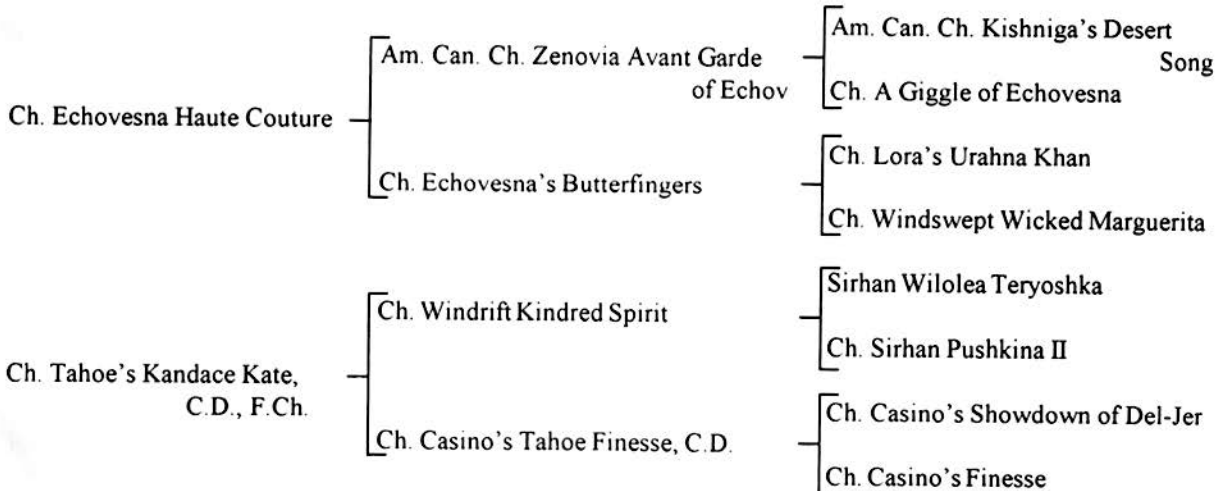 Am. Can. Ch. Kishniga's Desert
Song
Am. Can. Ch. Zenovia Avant Garde
of Echov
Ch. A Giggle of Echovesna
Ch. Echovesna Haute Couture
Ch. Lora's Urahna Khan
Ch. Echovesna's Butterfingers
Ch. Windswept Wicked Marguerita
Sirhan Wilolea Teryoshka
Ch. Windrift Kindred Spirit
Ch. Sirhan Pushkina II
Ch. Tahoe's Kandace Kate,
C.D., F.Ch.
Ch. Casino's Showdown of Del-Jer
Ch. Casino's Tahoe Finesse, C.D.
Ch. Casino's Finesse